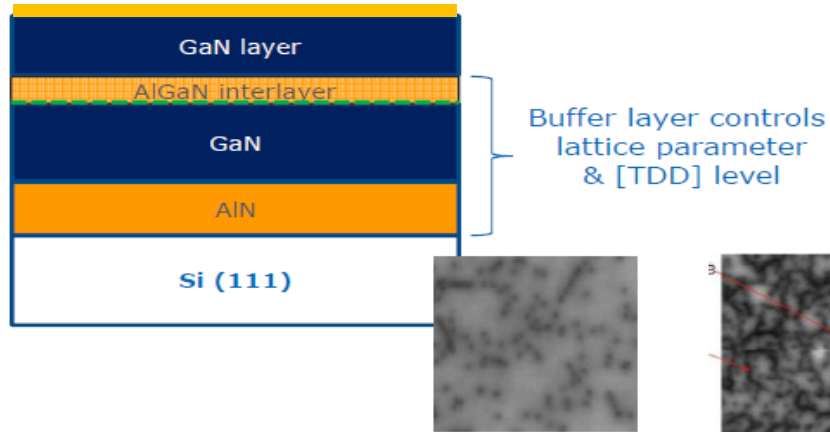 GaN layer
AlGaN interlayer
GaN
AlN
Si (111)
Buffer layer controls
lattice parameter
& [TDD] level